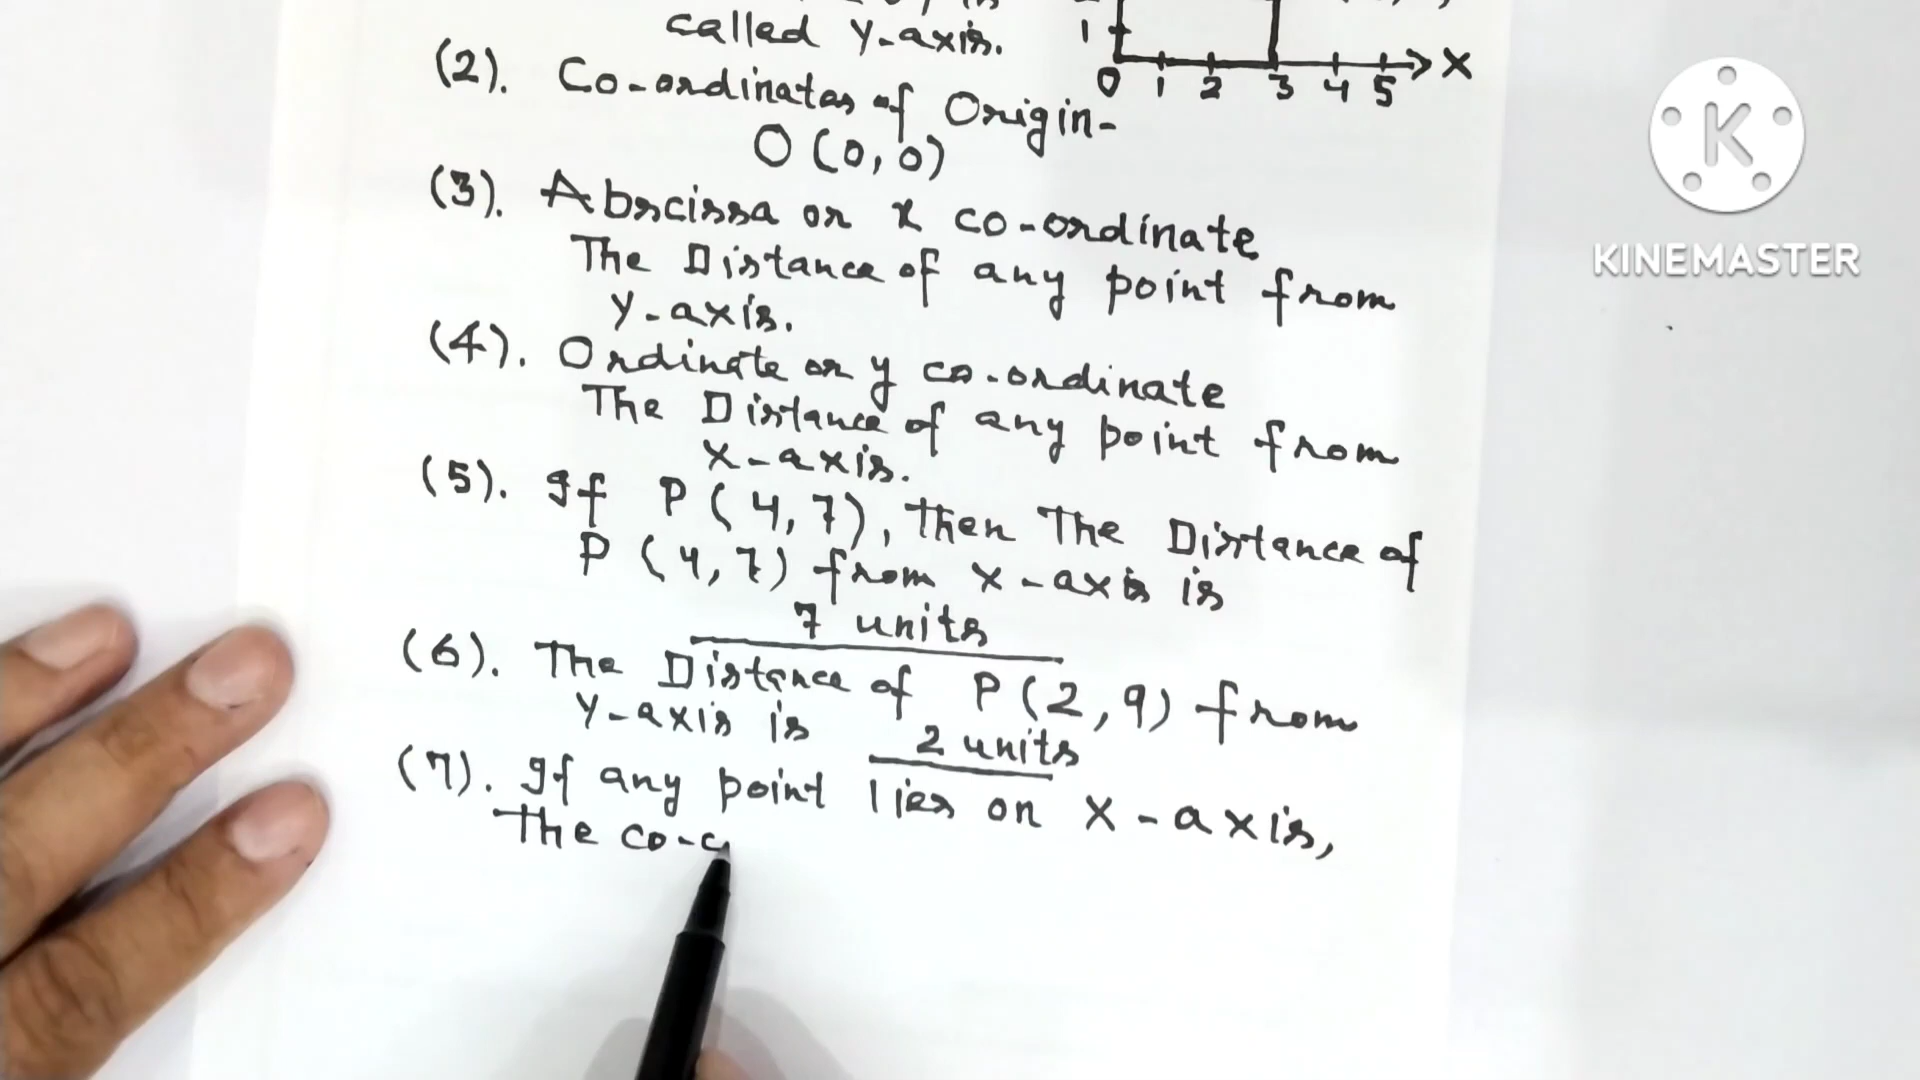 called Y-axis.
1
X
0 1 2 3 4 5
(2). Co-ordinates of Origin-
O (0, 0)
(3). Abscissa or x co-ordinate
The Distance of any point from
Y-axis.
(4). Ordinate or y co-ordinate
The Distance of any point from
X-axis.
(5). If P (4, 7), then The Distance of
P (4, 7) from X-axis is
7 units
(6). The Distance of P (2, 9) from
Y-axis is 2 units
(7). If any point lies on X-axis,
The co-
K
KINEMASTER